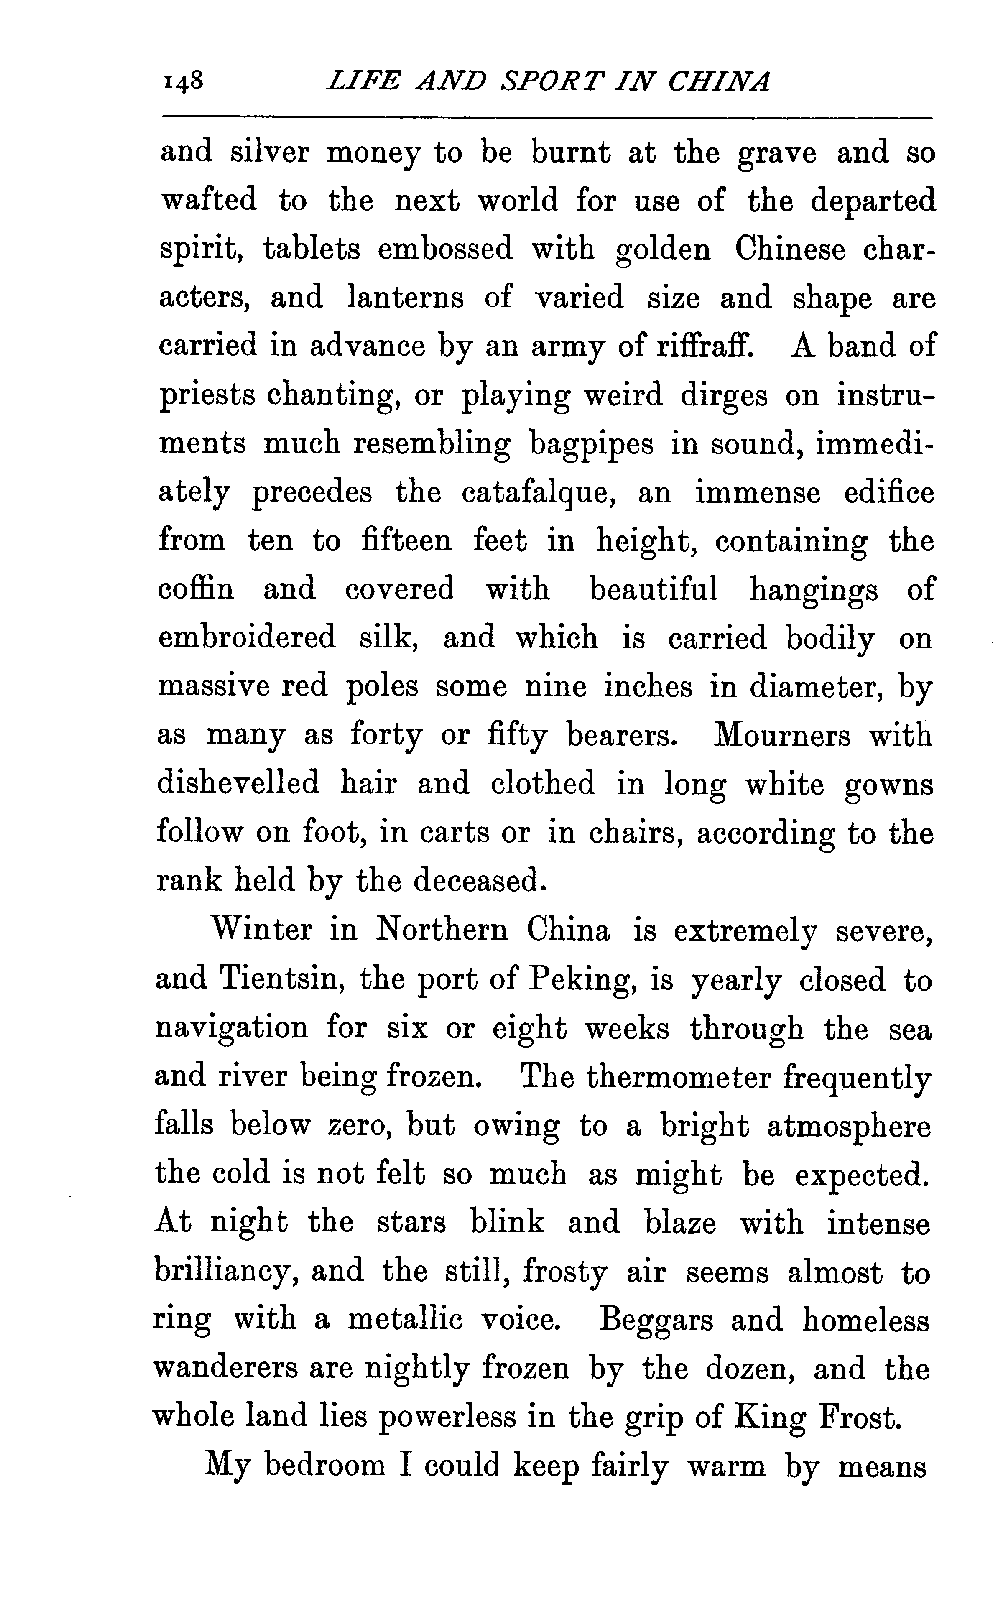 148 LIFE AND SPORT IN CHINA
and silver money to be burnt at the grave and so
wafted to the next world for use of the departed
spirit, tablets embossed with golden Chinese char-
acters, and lanterns of varied size and shape are
carried in advance by an army of riffraff. A band of
priests chanting, or playing weird dirges on instru-
ments much resembling bagpipes in sound, immedi-
ately precedes the catafalque, an immense edifice
from ten to fifteen feet in height, containing the
coffin and covered with beautiful hangings of
embroidered silk, and which is carried bodily on
massive red poles some nine inches in diameter, by
as many as forty or fifty bearers. Mourners with
dishevelled hair and clothed in long white gowns
follow on foot, in carts or in chairs, according to the
rank held by the deceased.
Winter in Northern China is extremely severe,
and Tientsin, the port of Peking, is yearly closed to
navigation for six or eight weeks through the sea
and river being frozen. The thermometer frequently
falls below zero, but owing to a bright atmosphere
the cold is not felt so much as might be expected.
At night the stars blink and blaze with intense
brilliancy, and the still, frosty air seems almost to
ring with a metallic voice. Beggars and homeless
wanderers are nightly frozen by the dozen, and the
whole land lies powerless in the grip of King Frost.
My bedroom I could keep fairly warm by means